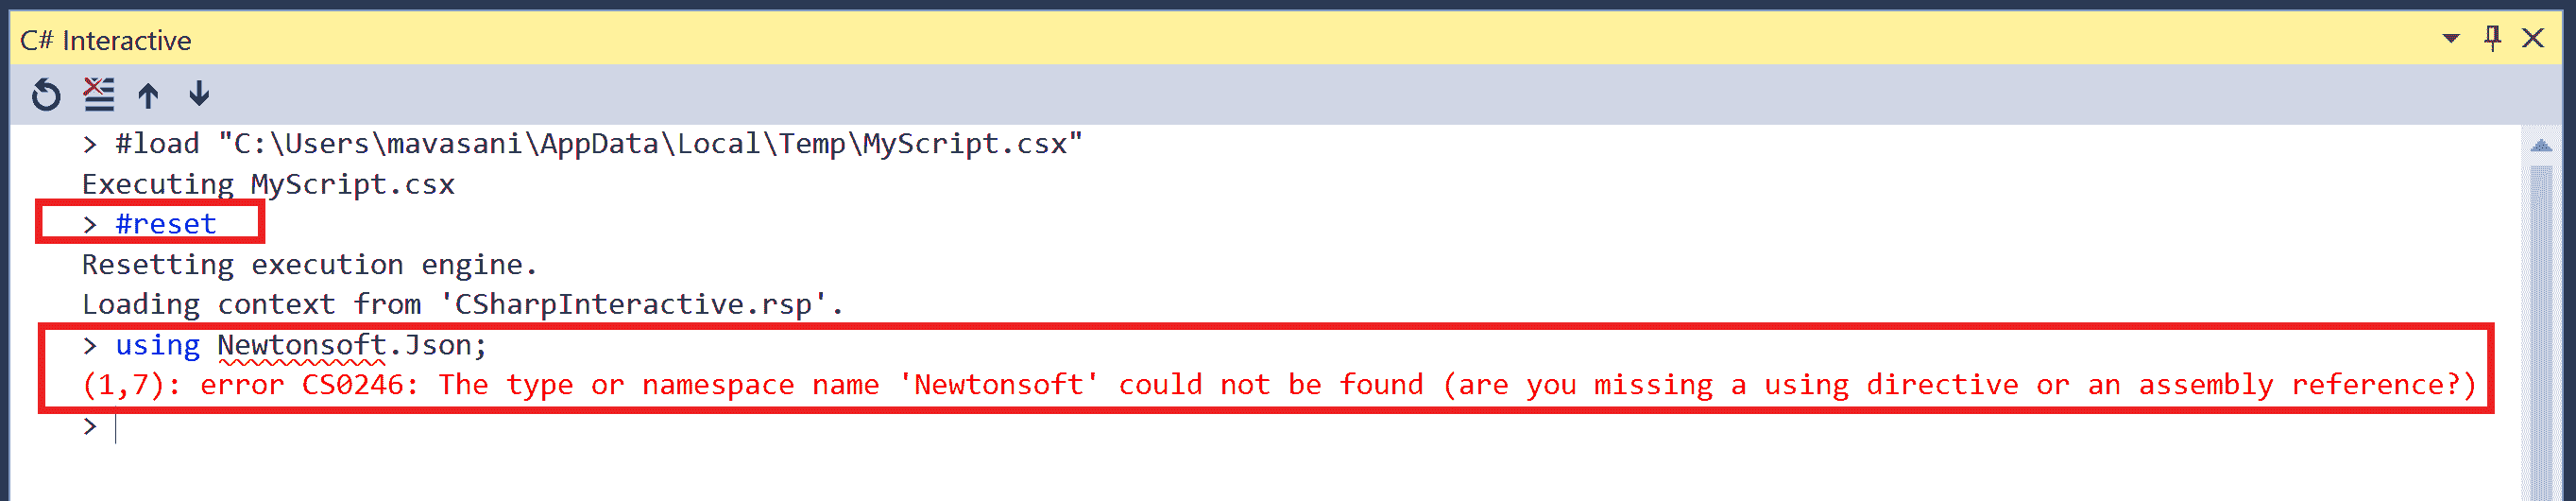 C# Interactive
> #load "C:\Users\mavasani\AppData\Local\Temp\MyScript.csx"
Executing MyScript.csx
> #reset
Resetting execution engine.
Loading context from 'CSharpInteractive.rsp'.
> using Newtonsoft.Json;
(1,7): error CS0246: The type or namespace name 'Newtonsoft' could not be found (are you missing a using directive or an assembly reference?)
>